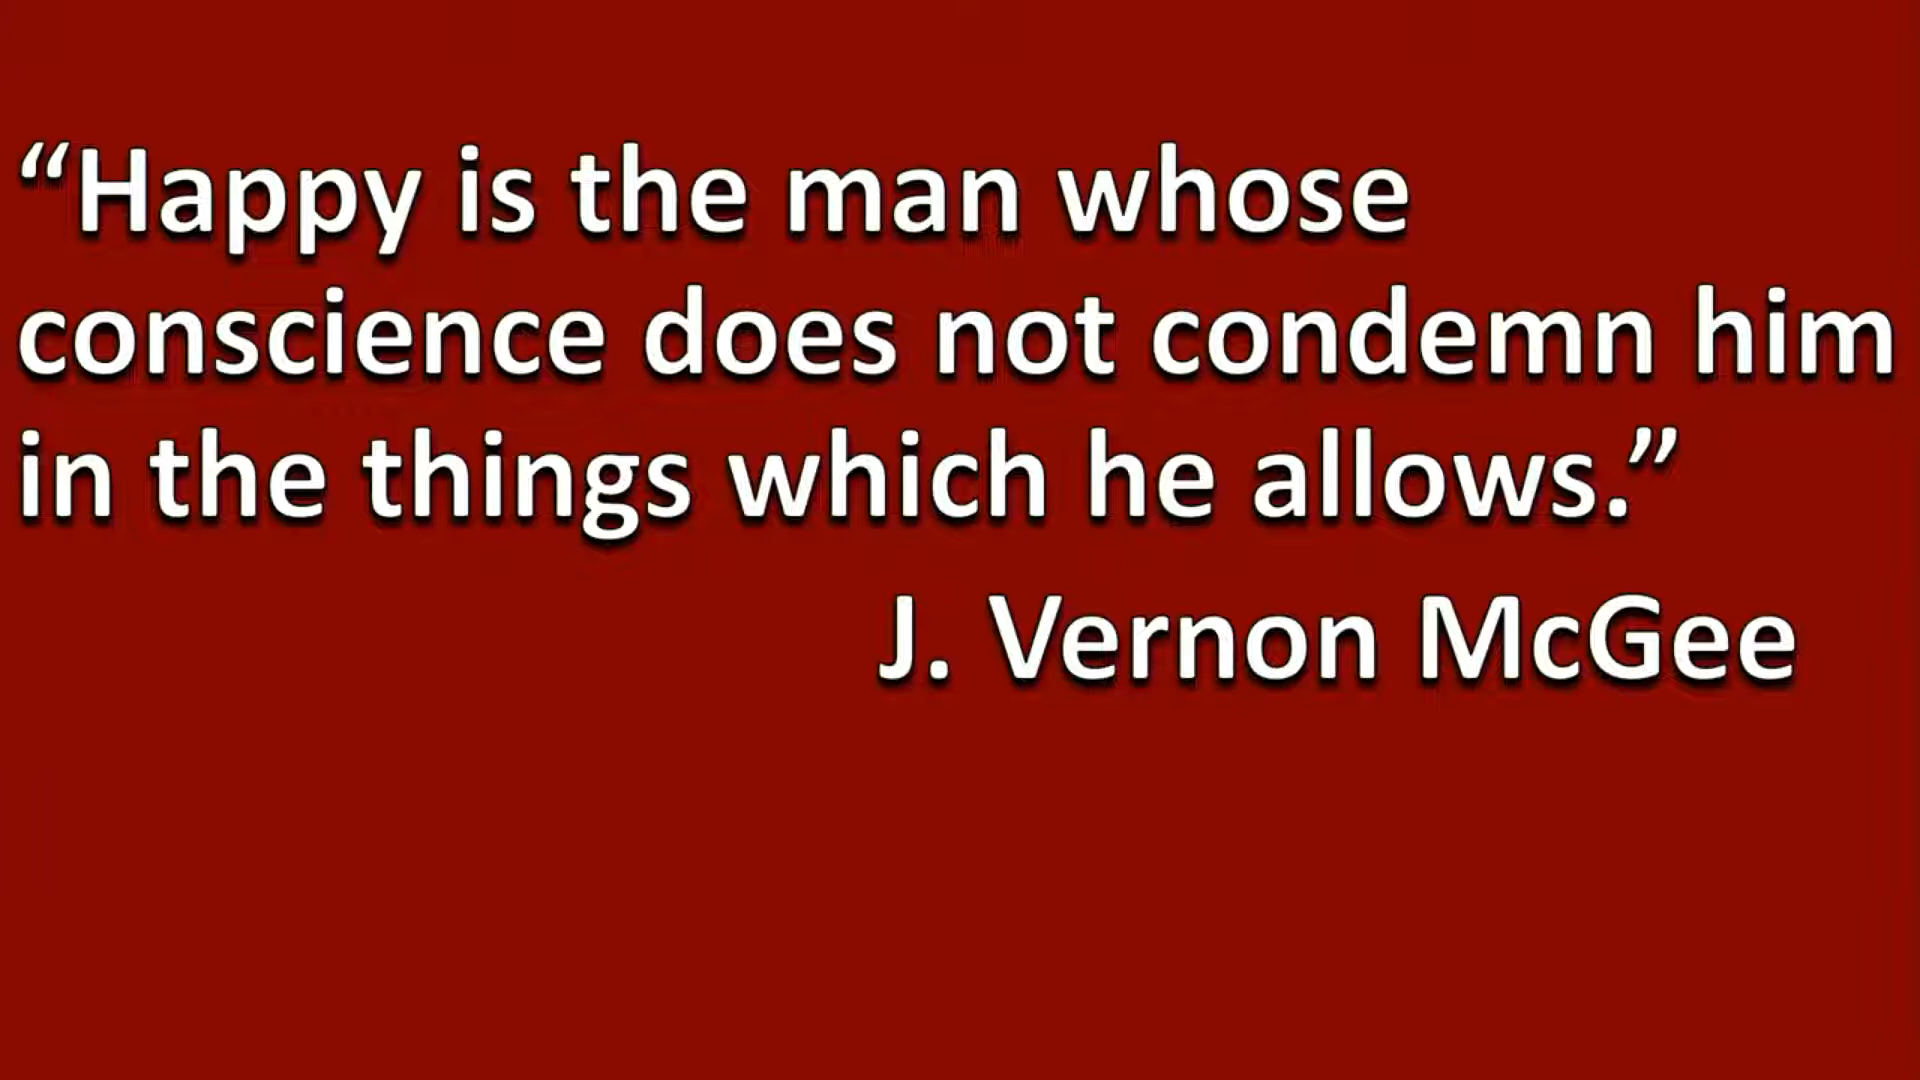 “Happy is the man whose
conscience does not condemn him
in the things which he allows.”
J. Vernon McGee